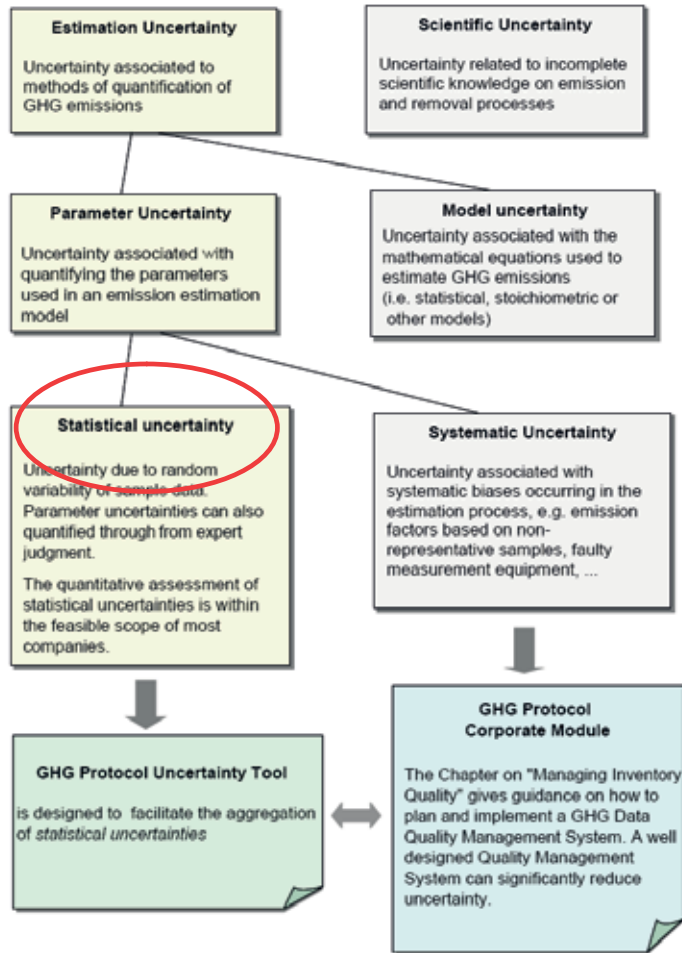 Estimation Uncertainty
Uncertainty associated to
methods of quantification of
GHG emissions
Scientific Uncertainty
Uncertainty related to incomplete
scientific knowledge on emission
and removal processes
Parameter Uncertainty
Uncertainty associated with
quantifying the parameters
used in an emission estimation
model
Model uncertainty
Uncertainty associated with the
mathematical equations used to
estimate GHG emissions
(i.e. statistical, stoichiometric or
other models)
Statistical uncertainty
Uncertainty due to random
variability of sample data.
Parameter uncertainties can also
quantified through from expert
judgment.
The quantitative assessment of
statistical uncertainties is within
the feasible scope of most
companies.
Systematic Uncertainty
Uncertainty associated with
systematic biases occurring in the
estimation process, e.g. emission
factors based on non-
representative samples, faulty
measurement equipment, ...
GHG Protocol Uncertainty Tool
is designed to facilitate the aggregation
of statistical uncertainties
GHG Protocol
Corporate Module
The Chapter on "Managing Inventory
Quality" gives guidance on how to
plan and implement a GHG Data
Quality Management System. A well
designed Quality Management
System can significantly reduce
uncertainty.